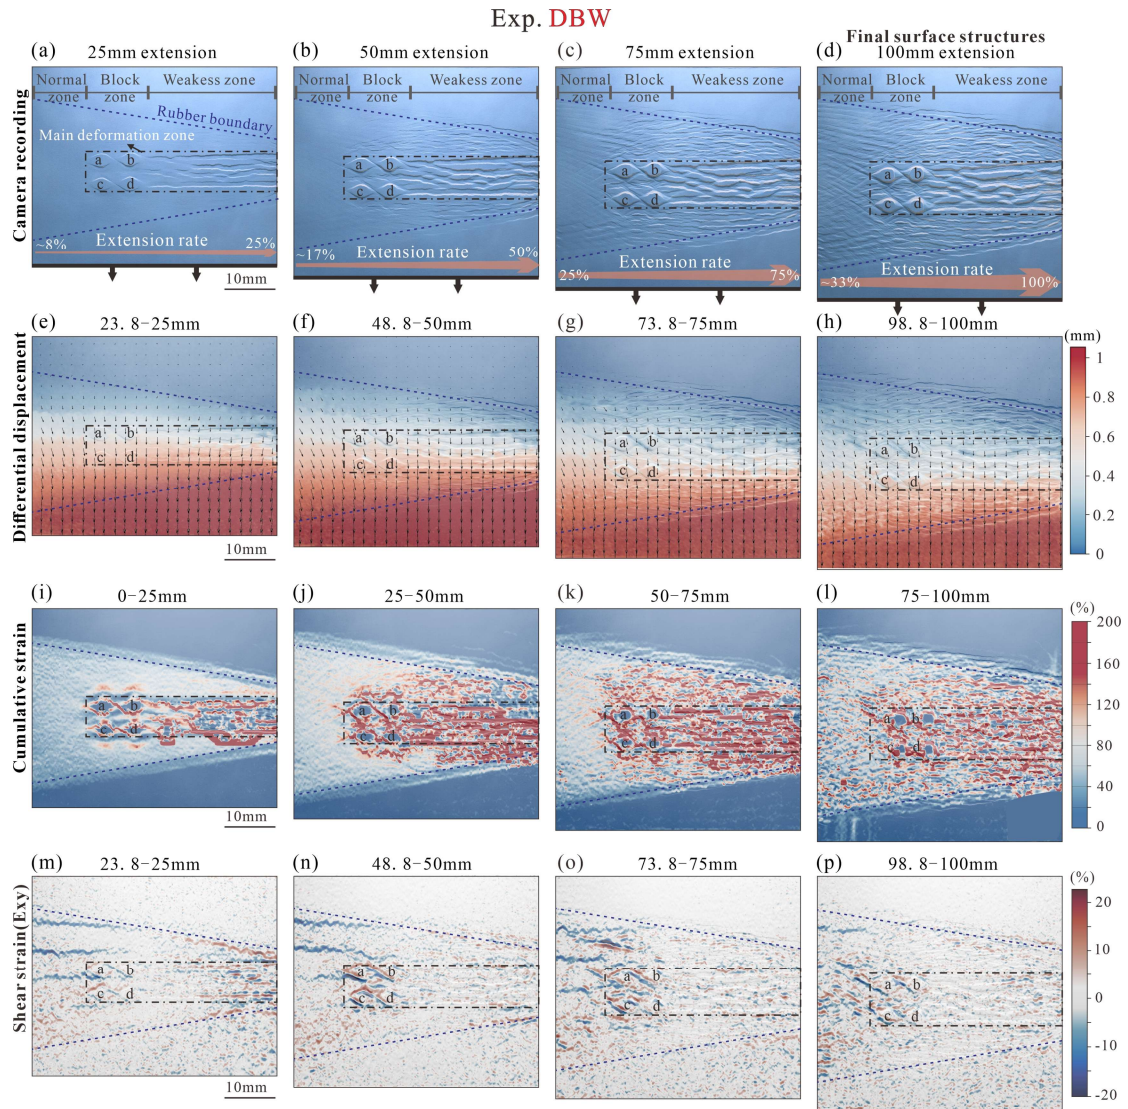 Exp. DBW
Final surface structures
(a) 25mm extension
(b) 50mm extension
(c) 75mm extension
(d) 100mm extension
Camera recording
Normal zone Block zone Weakess zone
Normal zone Block zone Weakess zone
Normal zone Block zone Weakess zone
Normal zone Block zone Weakess zone
Rubber boundary
Main deformation zone
a b
c d
a b
c d
a b
c d
a b
c d
~8% Extension rate 25%
~17% Extension rate 50%
25% Extension rate 75%
~33% Extension rate 100%
10mm
(e) 23. 8-25mm
(f) 48. 8-50mm
(g) 73. 8-75mm
(h) 98. 8-100mm
Differential displacement
a b
c d
a b
c d
a b
c d
a b
c d
(mm)
1
0.8
0.6
0.4
0.2
0
10mm
(i) 0-25mm
(j) 25-50mm
(k) 50-75mm
(l) 75-100mm
Cumulative strain
a b
c d
a b
c d
a b
c d
a b
c d
(%)
200
160
120
80
40
0
10mm
(m) 23. 8-25mm
(n) 48. 8-50mm
(o) 73. 8-75mm
(p) 98. 8-100mm
Shear strain(Exy)
a b
c d
a b
c d
a b
c d
a b
c d
(%)
20
10
0
-10
-20
10mm